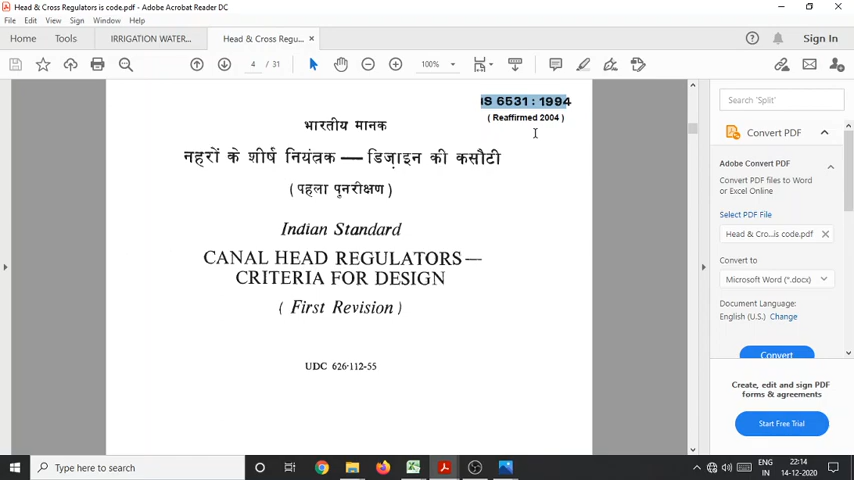 Head & Cross Regulators is code.pdf - Adobe Acrobat Reader DC
File Edit View Sign Window Help
Home Tools IRRIGATION WATER... Head & Cross Regu... × Sign In
4 / 31 100%
IS 6531 : 1994
( Reaffirmed 2004 )
भारतीय मानक
नहरों के शीर्ष नियंत्रक — डिज़ाइन की कसौटी
( पहला पुनरीक्षण )
Indian Standard
CANAL HEAD REGULATORS—
CRITERIA FOR DESIGN
( First Revision )
UDC 626·112-55
Search 'Split'
Convert PDF
Adobe Convert PDF
Convert PDF files to Word
or Excel Online
Select PDF File
Head & Cro...is code.pdf ×
Convert to
Microsoft Word (*.docx)
Document Language:
English (U.S.) Change
Convert
Create, edit and sign PDF
forms & agreements
Start Free Trial
Type here to search
ENG
IN
22:14
14-12-2020